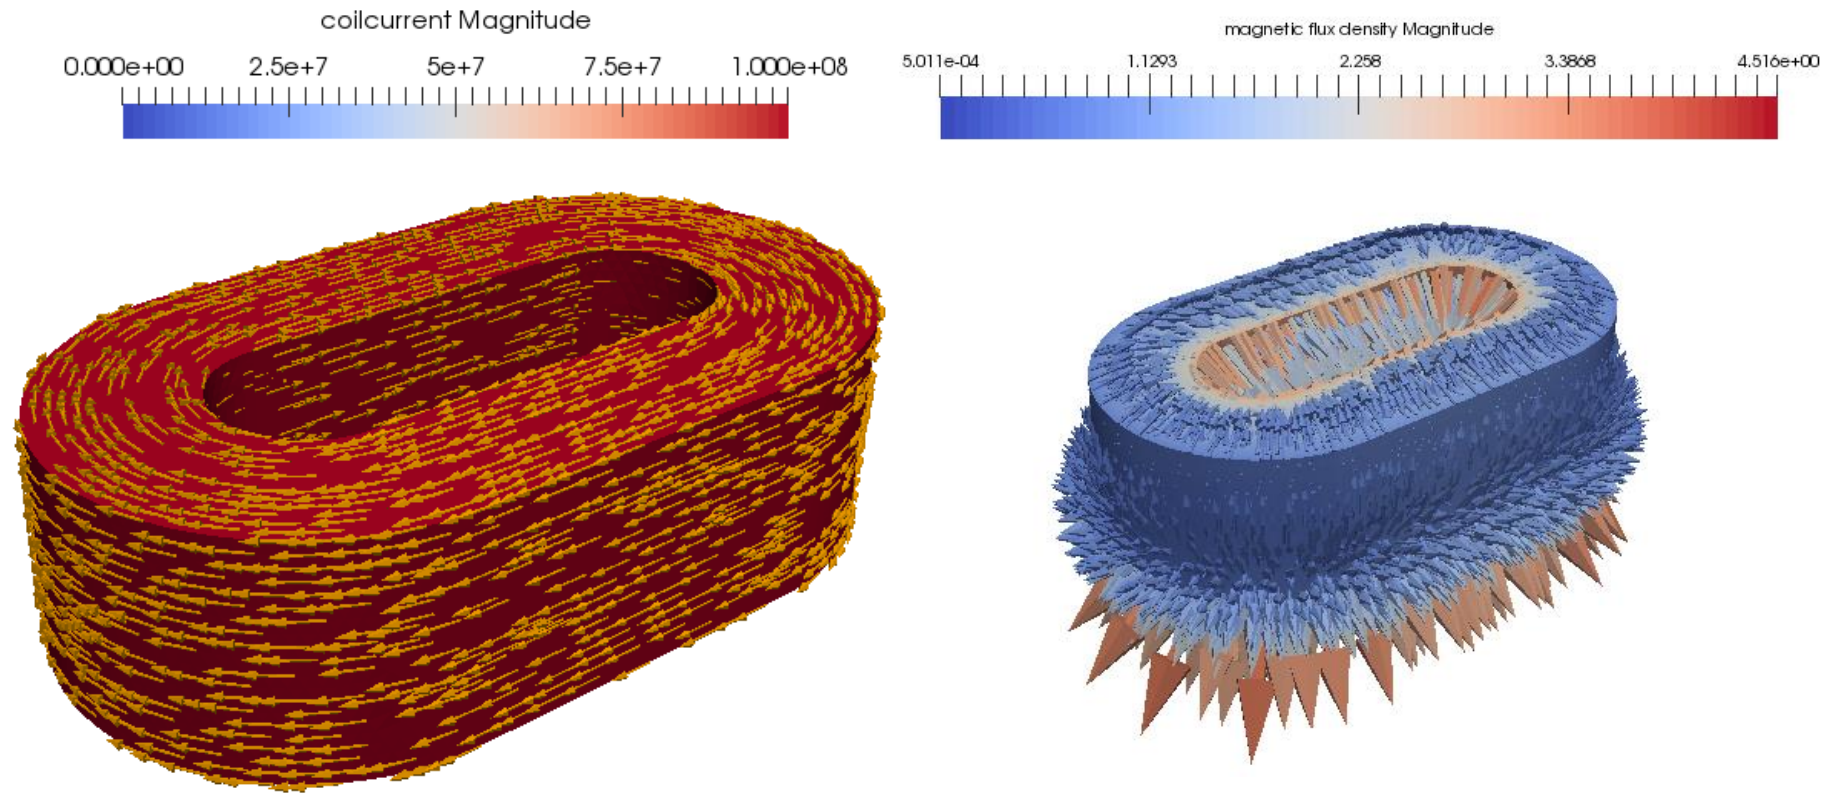 coilcurrent Magnitude
0.000e+00 2.5e+7 5e+7 7.5e+7 1.000e+08
magnetic flux density Magnitude
5.011e-04 1.1293 2.258 3.3868 4.516e+00